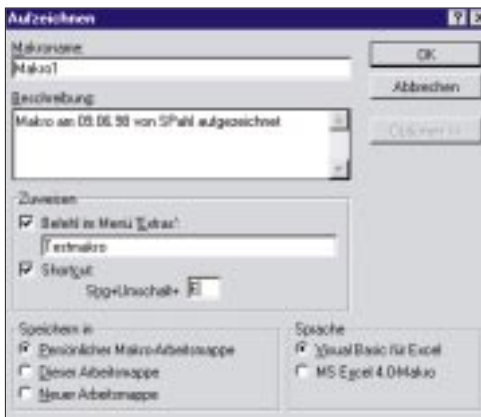 Aufzeichnen
Makroname:
Makro1
OK
Abbrechen
Beschreibung:
Makro am 09.06.98 von SPahl aufgezeichnet
Optionen >>
Zuweisen
Befehl im Menü 'Extras':
Testmakro
Shortcut:
Strg+Umschalt+
Speichern in
Persönlicher Makro-Arbeitsmappe
Dieser Arbeitsmappe
Neuer Arbeitsmappe
Sprache
Visual Basic für Excel
MS Excel 4.0-Makro